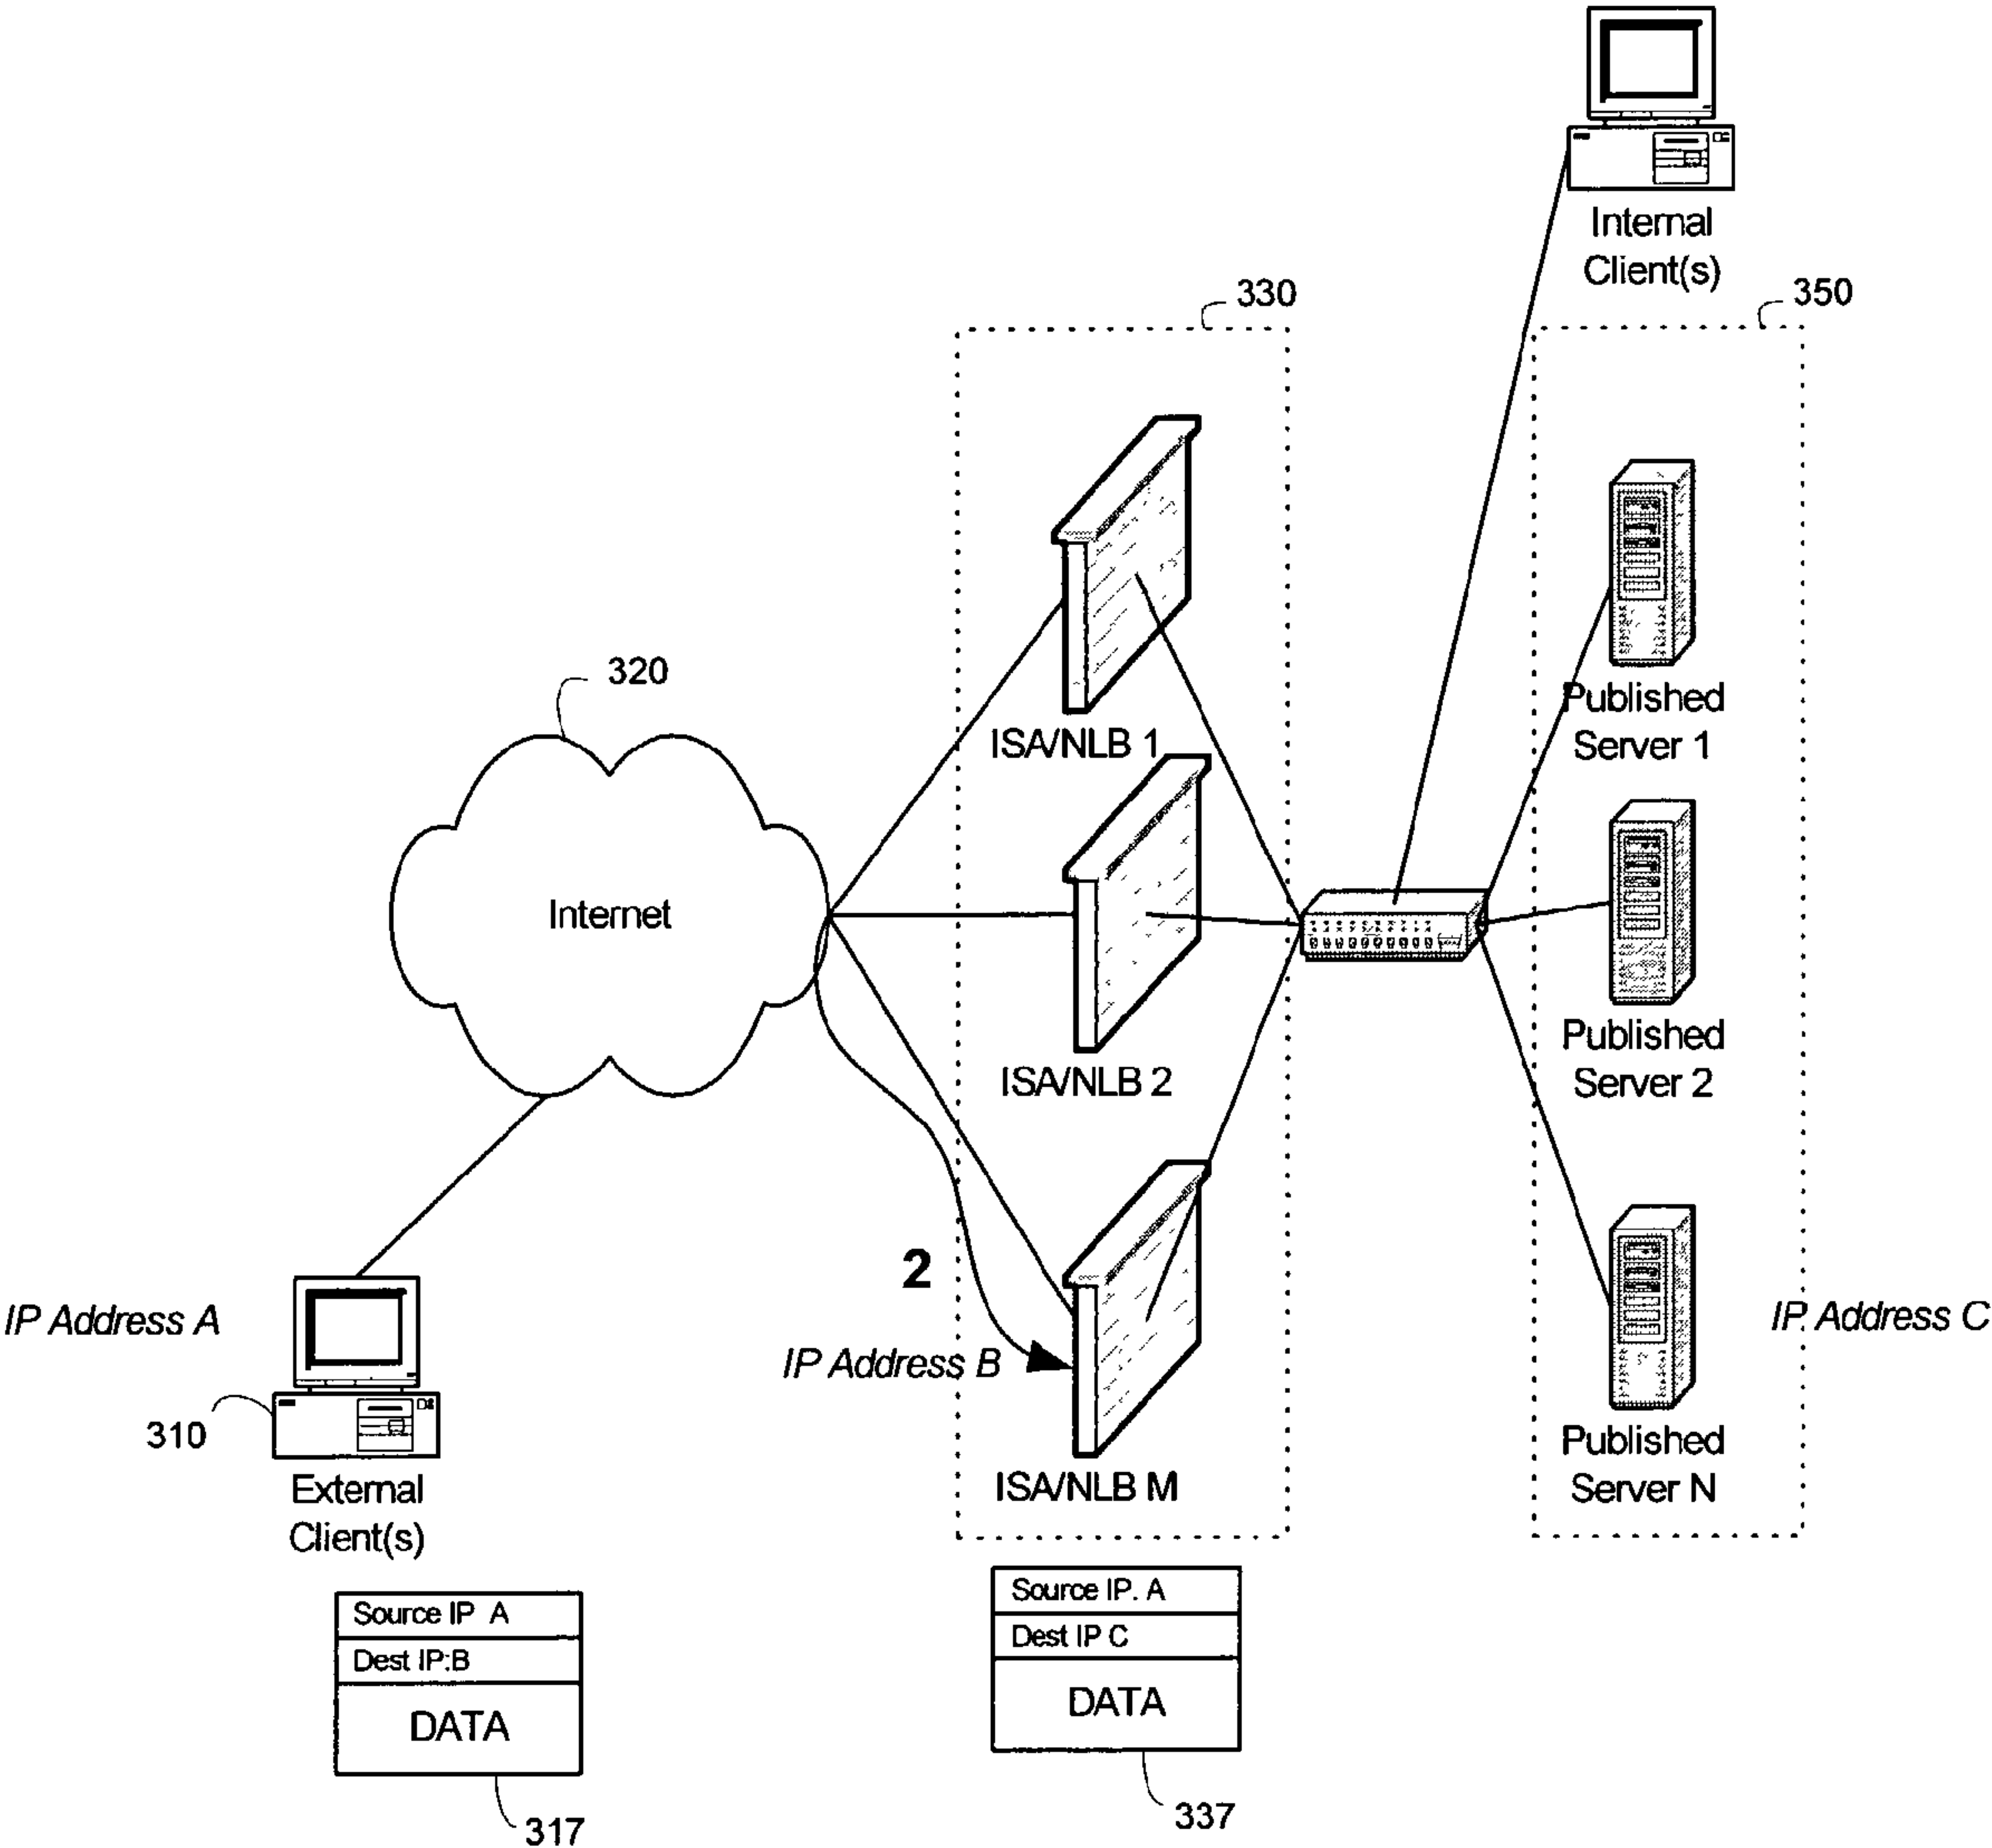 Internal
Client(s)
330
350
320
Published
Server 1
ISA/NLB 1
Internet
Published
Server 2
ISA/NLB 2
2
IP Address A
IP Address B
IP Address C
310
Published
Server N
ISA/NLB M
External
Client(s)
Source IP A
Dest IP:B
DATA
317
Source IP. A
Dest IP C
DATA
337